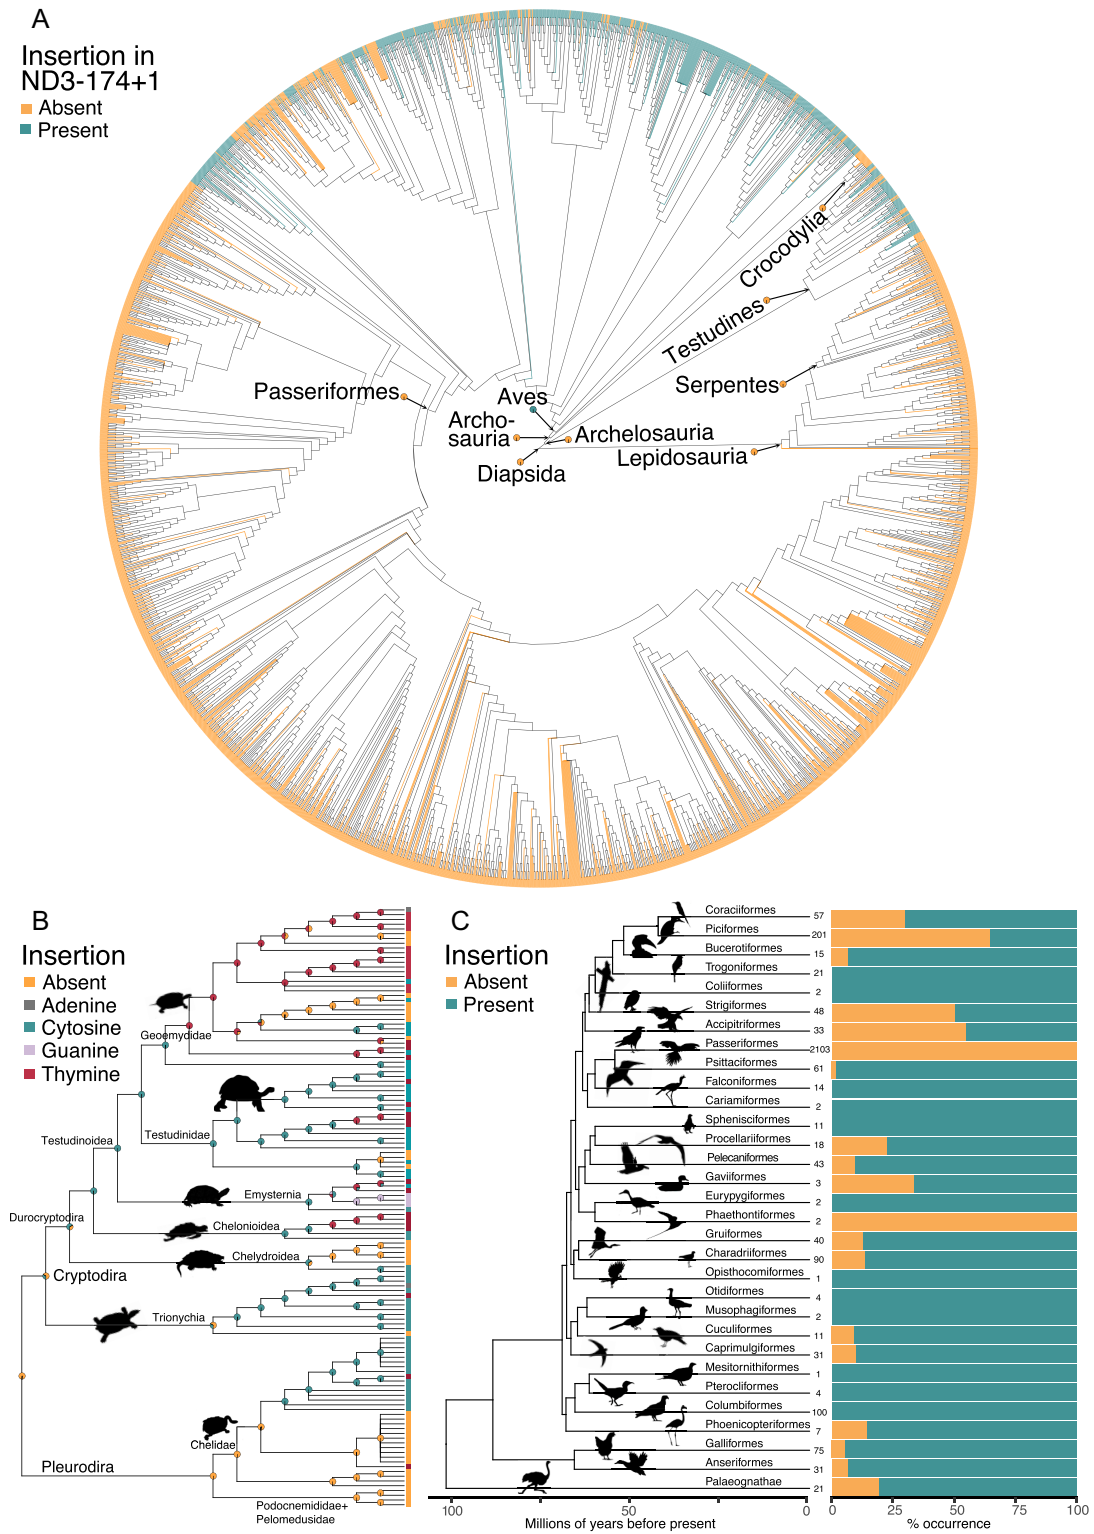 A
Insertion in
ND3-174+1
Absent
Present
Crocodylia
Testudines
Serpentes
Passeriformes
Aves
Archo-
sauria
Archelosauria
Lepidosauria
Diapsida
B
Insertion
Absent
Adenine
Cytosine
Guanine
Thymine
Geoemydidae
Testudinoidea
Testudinidae
Emysternia
Durocryptodira
Chelonioidea
Chelydroidea
Cryptodira
Trionychia
Chelidae
Pleurodira
Podocnemididae+
Pelomedusidae
C
Insertion
Absent
Present
Coraciiformes 57
Piciformes 201
Bucerotiformes 15
Trogoniformes 21
Coliiformes 2
Strigiformes 48
Accipitriformes 33
Passeriformes 2103
Psittaciformes 61
Falconiformes 14
Cariamiformes 2
Sphenisciformes 11
Procellariiformes 18
Pelecaniformes 43
Gaviiformes 3
Eurypygiformes 2
Phaethontiformes 2
Gruiformes 40
Charadriiformes 90
Opisthocomiformes 1
Otidiformes 4
Musophagiformes 2
Cuculiformes 11
Caprimulgiformes 31
Mesitornithiformes 1
Pterocliformes 4
Columbiformes 100
Phoenicopteriformes 7
Galliformes 75
Anseriformes 31
Palaeognathae 21
100 50 0
Millions of years before present
0 25 50 75 100
% occurrence